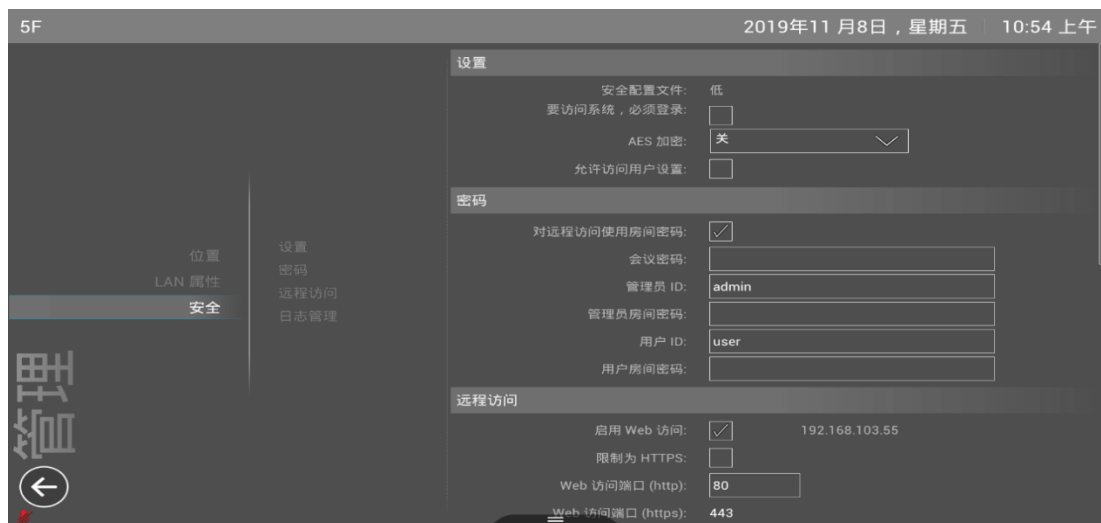 5F
2019年11月8日，星期五 10:54 上午
位置
LAN 属性
安全
设置
密码
远程访问
日志管理
管理
设置
安全配置文件: 低
要访问系统，必须登录:
AES 加密: 关
允许访问用户设置:
密码
对远程访问使用房间密码:
会议密码:
管理员 ID: admin
管理员房间密码:
用户 ID: user
用户房间密码:
远程访问
启用 Web 访问: 192.168.103.55
限制为 HTTPS:
Web 访问端口 (http): 80
Web 访问端口 (https): 443